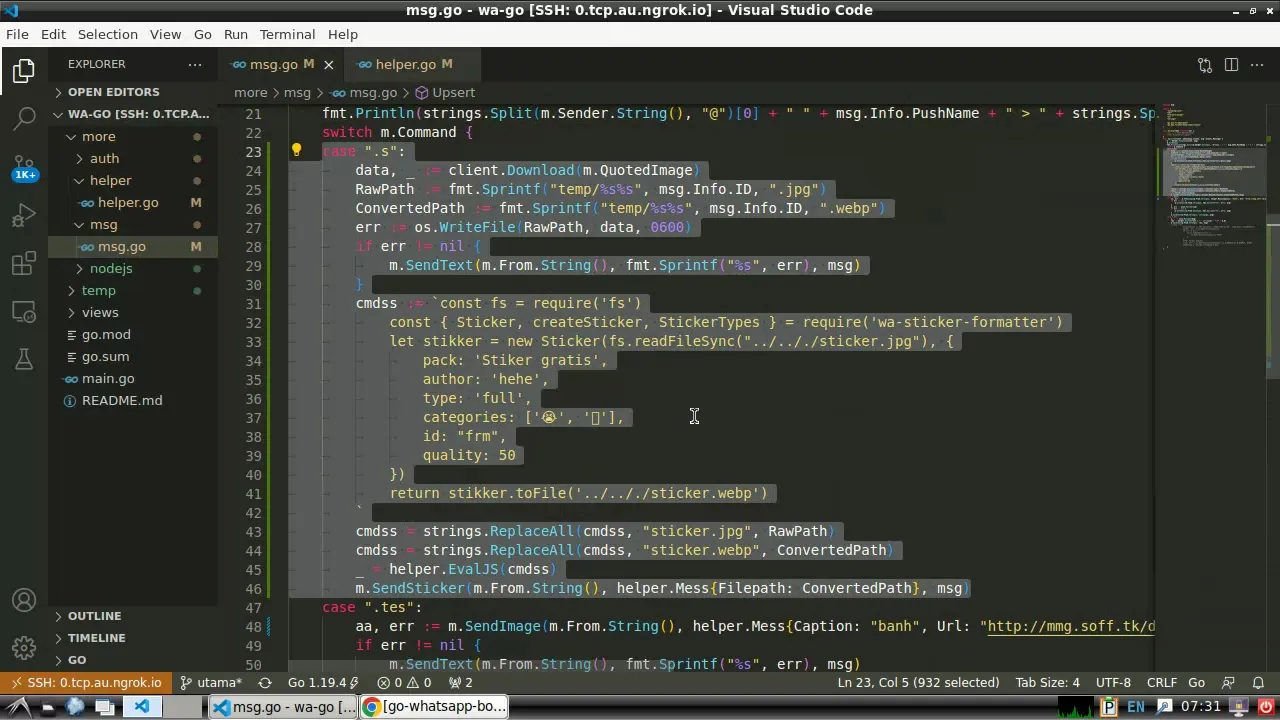 msg.go - wa-go [SSH: 0.tcp.au.ngrok.io] - Visual Studio Code
File Edit Selection View Go Run Terminal Help
EXPLORER ...
OPEN EDITORS
WA-GO [SSH: 0.TCP.A...
more
auth
helper
helper.go M
msg
msg.go M
nodejs
temp
views
go.mod
go.sum
main.go
README.md
OUTLINE
TIMELINE
GO
1K+
msg.go M
helper.go M
more > msg > msg.go > Upsert
21 fmt.Println(strings.Split(m.Sender.String(), "@")[0] + " " + msg.Info.PushName + " > " + strings.Sp
22 switch m.Command {
23 case ".s":
24 data, _ := client.Download(m.QuotedImage)
25 RawPath := fmt.Sprintf("temp/%s%s", msg.Info.ID, ".jpg")
26 ConvertedPath := fmt.Sprintf("temp/%s%s", msg.Info.ID, ".webp")
27 err := os.WriteFile(RawPath, data, 0600)
28 if err != nil {
29 m.SendText(m.From.String(), fmt.Sprintf("%s", err), msg)
30 }
31 cmdss := `const fs = require('fs')
32 const { Sticker, createSticker, StickerTypes } = require('wa-sticker-formatter')
33 let stikker = new Sticker(fs.readFileSync("../.././sticker.jpg"), {
34 pack: 'Stiker gratis',
35 author: 'hehe',
36 type: 'full',
37 categories: ['😭', '▯'],
38 id: "frm",
39 quality: 50
40 })
41 return stikker.toFile('../.././sticker.webp')
42 `
43 cmdss = strings.ReplaceAll(cmdss, "sticker.jpg", RawPath)
44 cmdss = strings.ReplaceAll(cmdss, "sticker.webp", ConvertedPath)
45 _ = helper.EvalJS(cmdss)
46 m.SendSticker(m.From.String(), helper.Mess{Filepath: ConvertedPath}, msg)
47 case ".tes":
48 aa, err := m.SendImage(m.From.String(), helper.Mess{Caption: "banh", Url: "http://mmg.soff.tk/d
49 if err != nil {
50 m.SendText(m.From.String(), fmt.Sprintf("%s", err), msg)
SSH: 0.tcp.au.ngrok.io utama* Go 1.19.4 0 0 2 Ln 23, Col 5 (932 selected) Tab Size: 4 UTF-8 CRLF Go
msg.go - wa-go [... [go-whatsapp-bo... EN 07:31